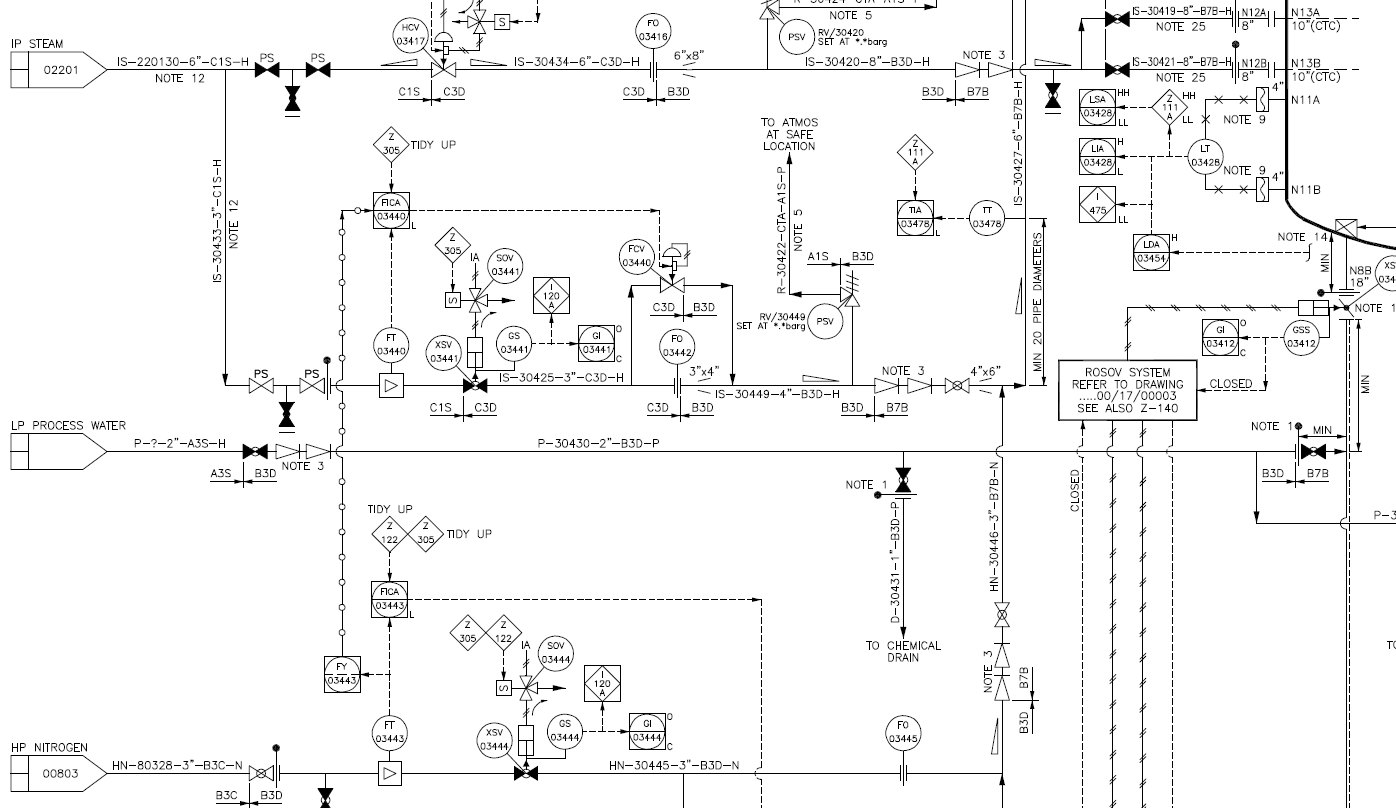 R-30424-CTA-A1S-P
NOTE 5
IP STEAM
02201
IS-220130-6"-C1S-H
NOTE 12
PS
PS
HCV
03417
S
C1S
C3D
IS-30434-6"-C3D-H
FO
03416
6"x8"
C3D
B3D
PSV
RV/30420
SET AT *.*barg
IS-30420-8"-B3D-H
NOTE 3
B3D
B7B
IS-30419-8"-B7B-H
NOTE 25
N12A
8"
N13A
10"(CTC)
IS-30421-8"-B7B-H
NOTE 25
N12B
8"
N13B
10"(CTC)
LSA
03428
HH
LL
Z
111
A
HH
LL
4"
N11A
NOTE 9
LIA
03428
H
L
LT
03428
NOTE 9
4"
N11B
I
475
LL
LDA
03454
H
NOTE 14
MIN
N8B
18"
IS-30427-6"-B7B-H
IS-30433-3"-C1S-H
NOTE 12
Z
305
TIDY UP
FICA
03440
L
TO ATMOS
AT SAFE
LOCATION
R-30422-CTA-A1S-P
NOTE 5
Z
111
A
TIA
03478
L
TT
03478
MIN 20 PIPE DIAMETERS
Z
305
IA
SOV
03441
S
I
120
A
FCV
03440
C3D
B3D
A1S
B3D
RV/30449
SET AT *.*barg
PSV
FT
03440
XSV
03441
GS
03441
GI
03441
O
C
FO
03442
3"x4"
PS
PS
IS-30425-3"-C3D-H
C1S
C3D
C3D
B3D
IS-30449-4"-B3D-H
NOTE 3
B3D
B7B
4"x6"
GI
03412
O
C
GSS
03412
NOTE 1
CLOSED
MIN
ROSOV SYSTEM
REFER TO DRAWING
.....00/17/00003
SEE ALSO Z-140
LP PROCESS WATER
P-?-2"-A3S-H
A3S
B3D
NOTE 3
P-30430-2"-B3D-P
NOTE 1
MIN
B3D
B7B
NOTE 1
D-30431-1"-B3D-P
TO CHEMICAL
DRAIN
CLOSED
HN-30446-3"-B7B-N
NOTE 3
B7B
B3D
TIDY UP
Z
122
Z
305
TIDY UP
FICA
03443
L
FY
03443
Z
305
Z
122
IA
SOV
03444
S
I
120
A
FT
03443
XSV
03444
GS
03444
GI
03444
O
C
FO
03445
HP NITROGEN
00803
HN-80328-3"-B3C-N
B3C
B3D
HN-30445-3"-B3D-N